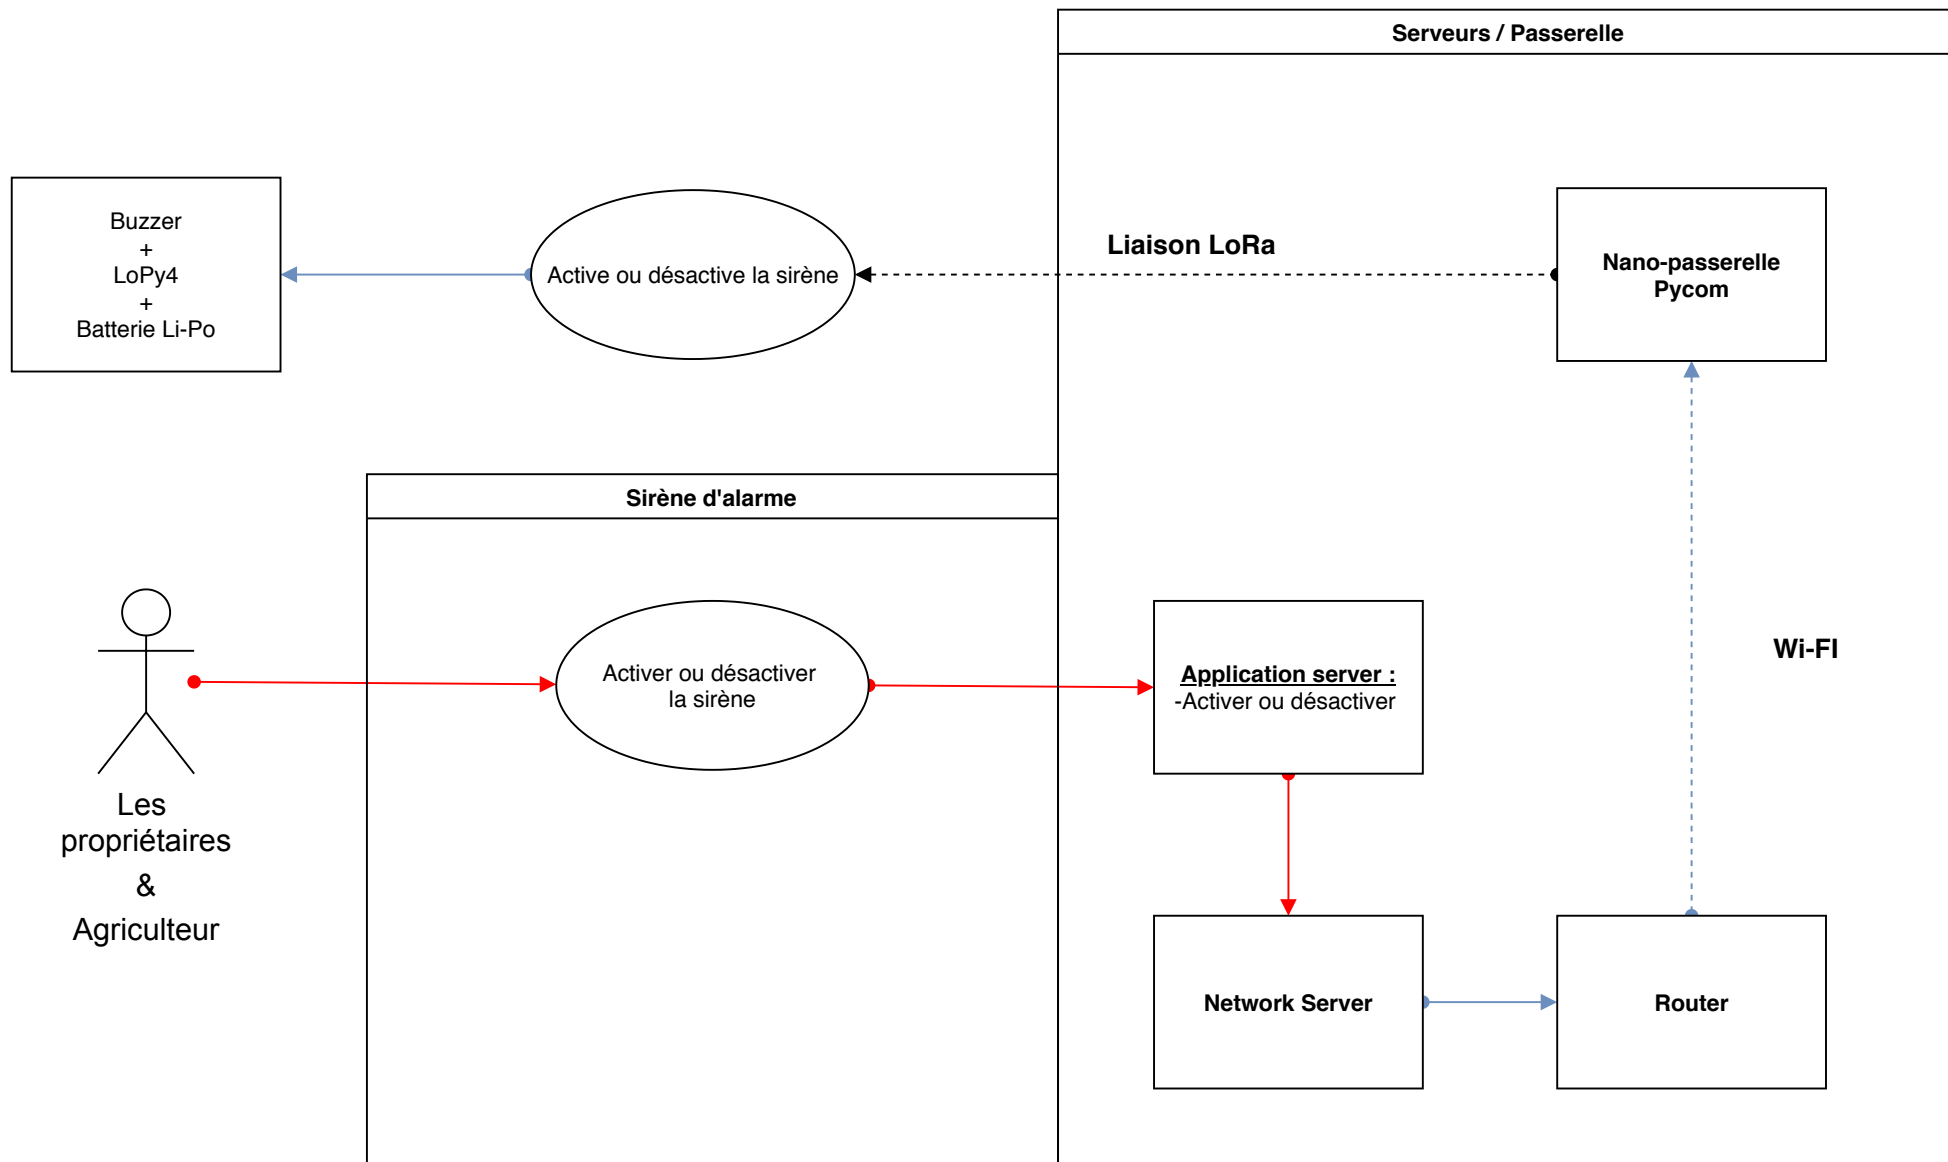 Serveurs / Passerelle
Buzzer
+
LoPy4
+
Batterie Li-Po
Active ou désactive la sirène
Liaison LoRa
Nano-passerelle
Pycom
Sirène d'alarme
Les
propriétaires
&
Agriculteur
Activer ou désactiver
la sirène
Application server :
-Activer ou désactiver
Wi-FI
Network Server
Router